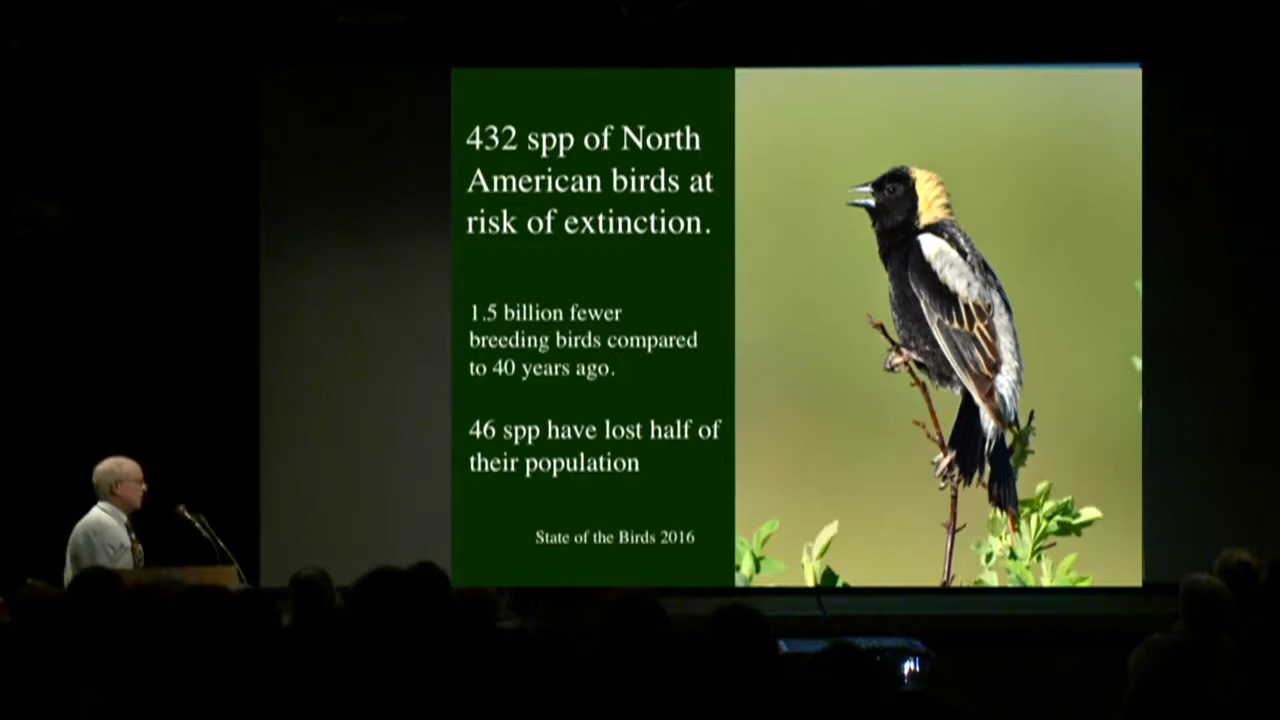 432 spp of North
American birds at
risk of extinction.
1.5 billion fewer
breeding birds compared
to 40 years ago.
46 spp have lost half of
their population
State of the Birds 2016